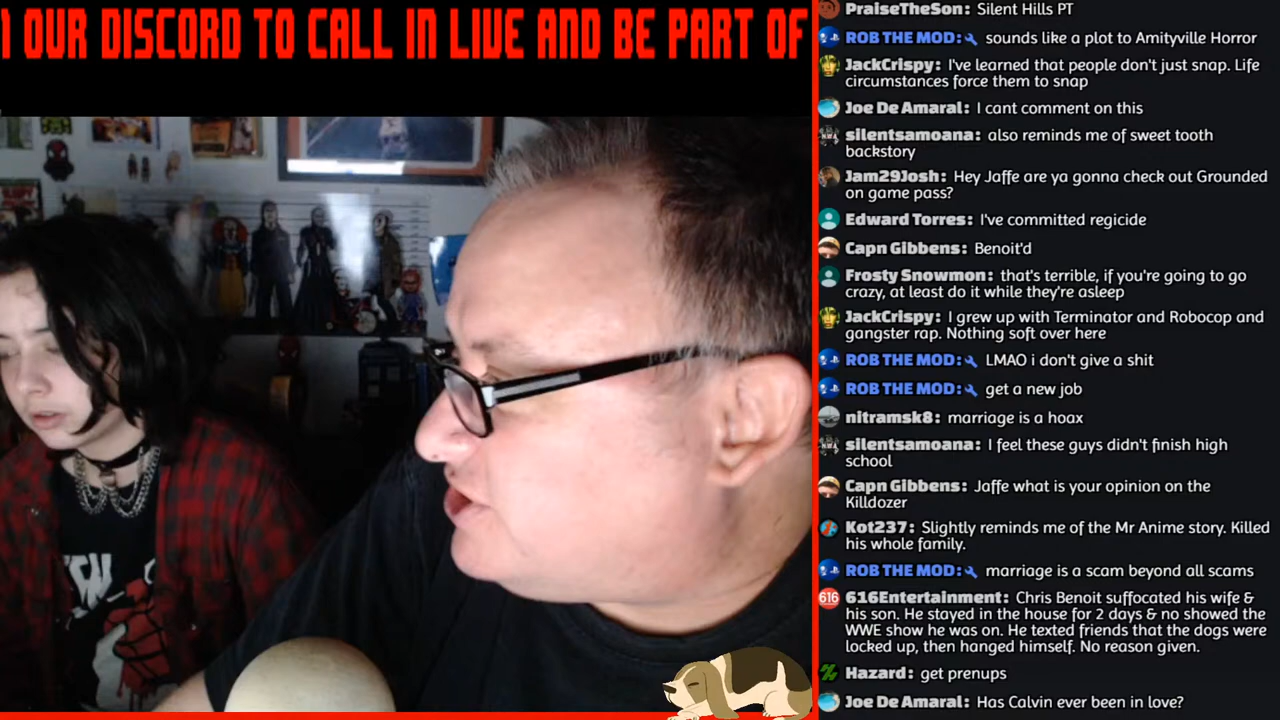 OUR DISCORD TO CALL IN LIVE AND BE PART OF
PraiseTheSon: Silent Hills PT
ROB THE MOD: sounds like a plot to Amityville Horror
JackCrispy: I've learned that people don't just snap. Life
circumstances force them to snap
Joe De Amaral: I cant comment on this
silentsamoana: also reminds me of sweet tooth
backstory
Jam29Josh: Hey Jaffe are ya gonna check out Grounded
on game pass?
Edward Torres: I've committed regicide
Capn Gibbens: Benoit'd
Frosty Snowmon: that's terrible, if you're going to go
crazy, at least do it while they're asleep
JackCrispy: I grew up with Terminator and Robocop and
gangster rap. Nothing soft over here
ROB THE MOD: LMAO i don't give a shit
ROB THE MOD: get a new job
nitramsk8: marriage is a hoax
silentsamoana: I feel these guys didn't finish high
school
Capn Gibbens: Jaffe what is your opinion on the
Killdozer
Kot237: Slightly reminds me of the Mr Anime story. Killed
his whole family.
ROB THE MOD: marriage is a scam beyond all scams
616 616Entertainment: Chris Benoit suffocated his wife &
his son. He stayed in the house for 2 days & no showed the
WWE show he was on. He texted friends that the dogs were
locked up, then hanged himself. No reason given.
Hazard: get prenups
Joe De Amaral: Has Calvin ever been in love?